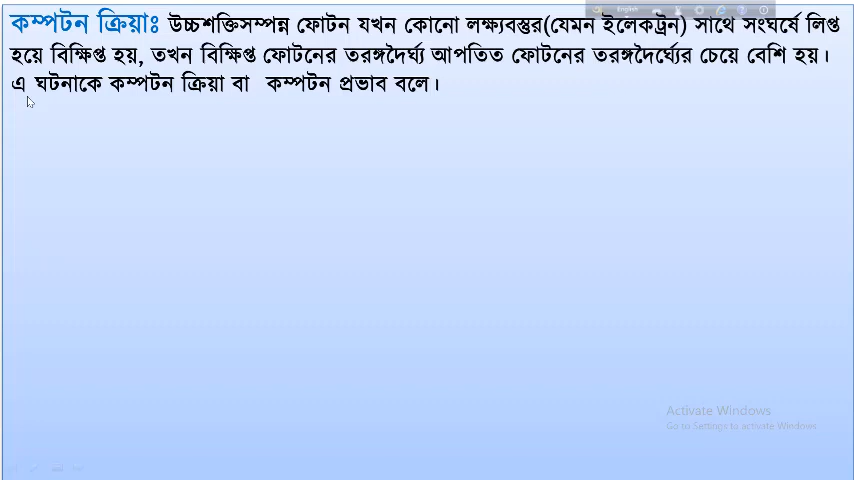 English
কম্পটন ক্রিয়াঃ উচ্চশক্তিসম্পন্ন ফোটন যখন কোনো লক্ষ্যবস্তুর(যেমন ইলেকট্রন) সাথে সংঘর্ষে লিপ্ত
হয়ে বিক্ষিপ্ত হয়, তখন বিক্ষিপ্ত ফোটনের তরঙ্গদৈর্ঘ্য আপতিত ফোটনের তরঙ্গদৈর্ঘ্যের চেয়ে বেশি হয়।
এ ঘটনাকে কম্পটন ক্রিয়া বা কম্পটন প্রভাব বলে।
Activate Windows
Go to Settings to activate Windows.